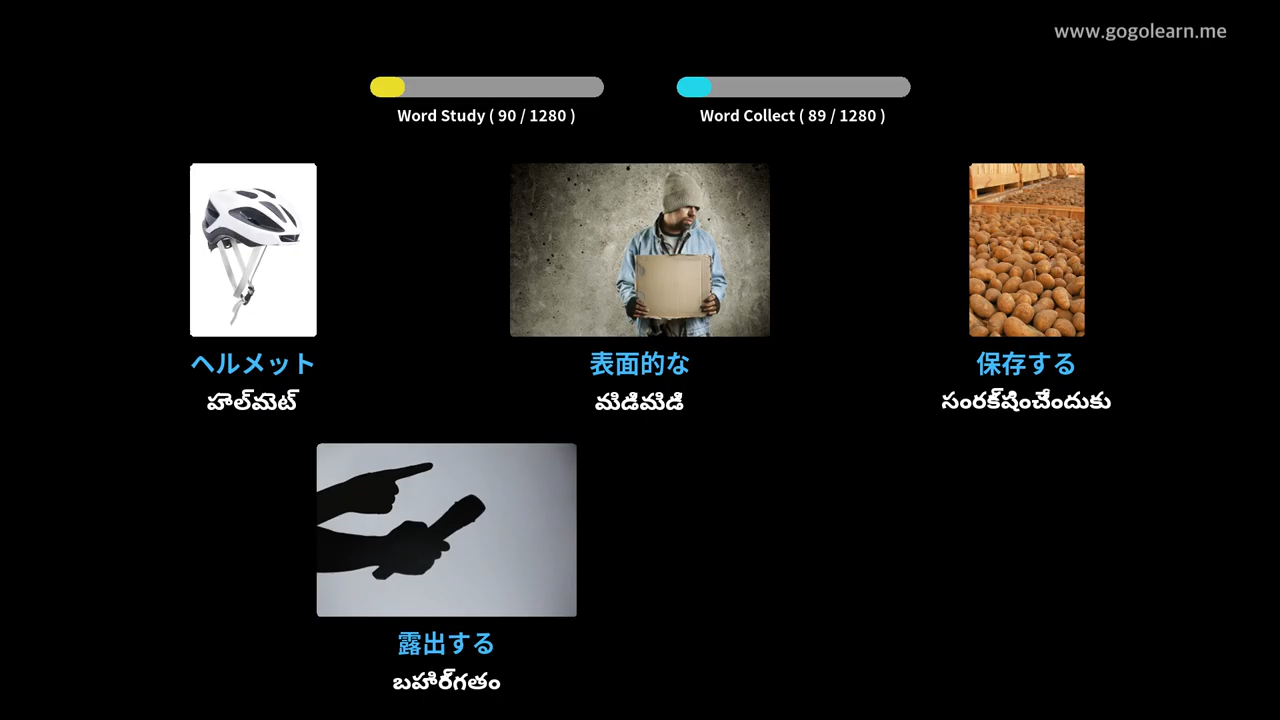 www.gogolearn.me
Word Study ( 90 / 1280 )
Word Collect ( 89 / 1280 )
ヘルメット
హెల్‌మెట్
表面的な
మిడిమిడి
保存する
సంరక్‌షించేందుకు
露出する
బహిర్‌గతం